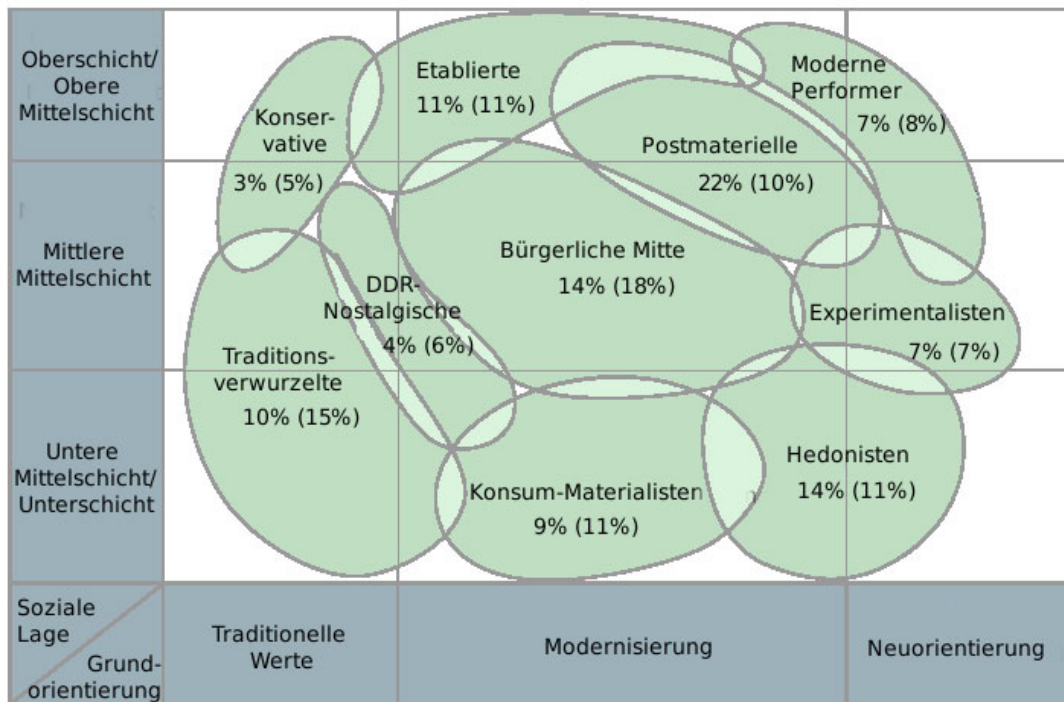 Oberschicht/
Obere
Mittelschicht
Mittlere
Mittelschicht
Untere
Mittelschicht/
Unterschicht
Soziale
Lage
Grund-
orientierung
Traditionelle
Werte
Modernisierung
Neuorientierung
Konser-
vative
3% (5%)
Etablierte
11% (11%)
Moderne
Performer
7% (8%)
Postmaterielle
22% (10%)
Bürgerliche Mitte
14% (18%)
DDR-
Nostalgische
4% (6%)
Traditions-
verwurzelte
10% (15%)
Experimentalisten
7% (7%)
Konsum-Materialisten
9% (11%)
Hedonisten
14% (11%)